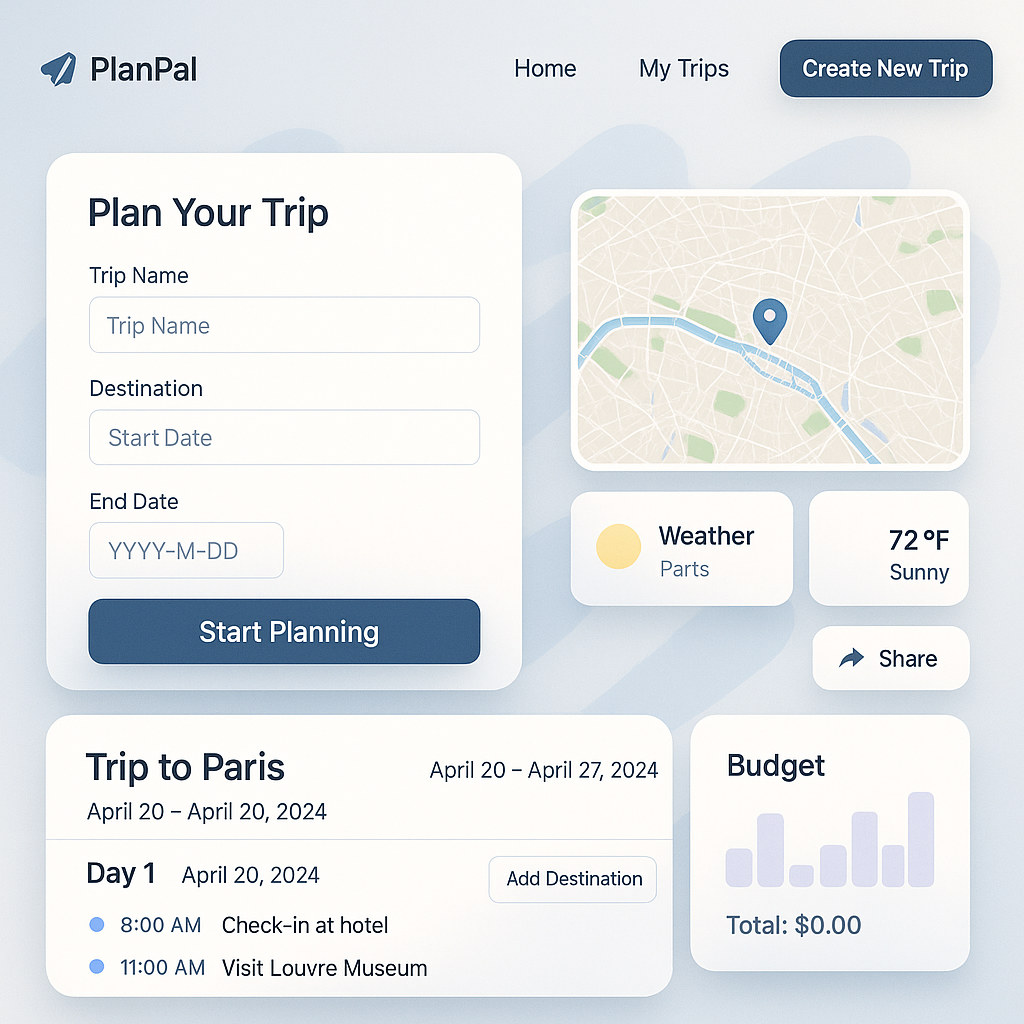 PlanPal
Home
My Trips
Create New Trip
Plan Your Trip
Trip Name
Trip Name
Destination
Start Date
End Date
YYYY-M-DD
Start Planning
Weather
Parts
72 °F
Sunny
Share
Trip to Paris
April 20 – April 27, 2024
April 20 – April 20, 2024
Day 1 April 20, 2024
Add Destination
8:00 AM Check-in at hotel
11:00 AM Visit Louvre Museum
Budget
Total: $0.00